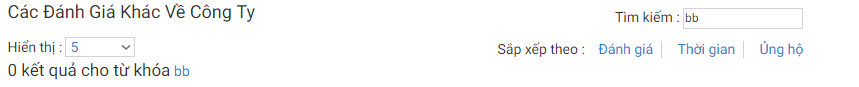 Các Đánh Giá Khác Về Công Ty
Tìm kiếm : bb
Hiển thị : 5
Sắp xếp theo : Đánh giá Thời gian Ủng hộ
0 kết quả cho từ khóa bb